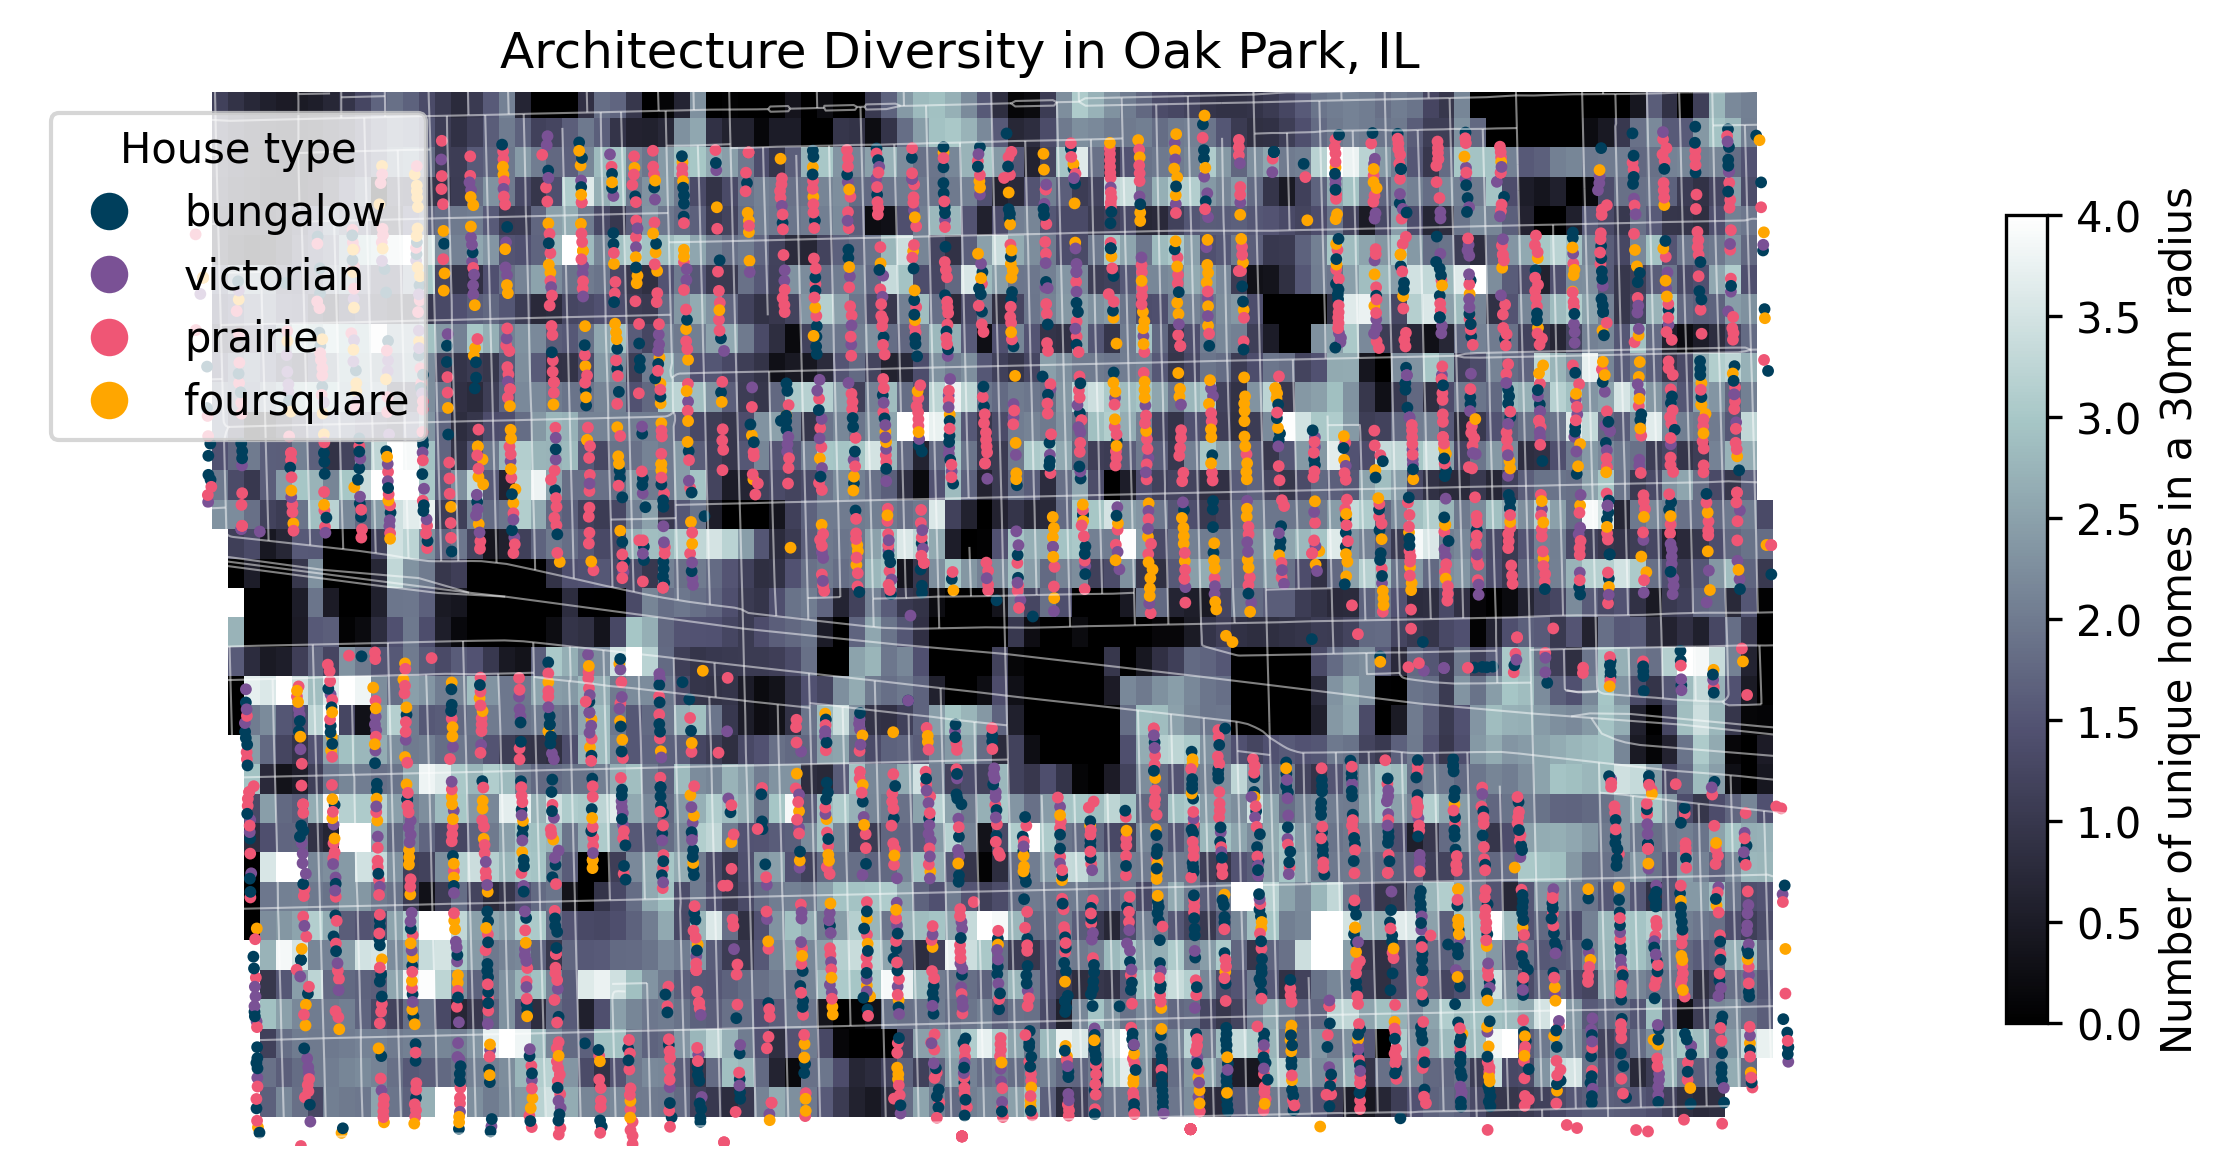 Architecture Diversity in Oak Park, IL
House type
bungalow
victorian
prairie
foursquare
4.0
3.5
3.0
2.5
2.0
1.5
1.0
0.5
0.0
Number of unique homes in a 30m radius